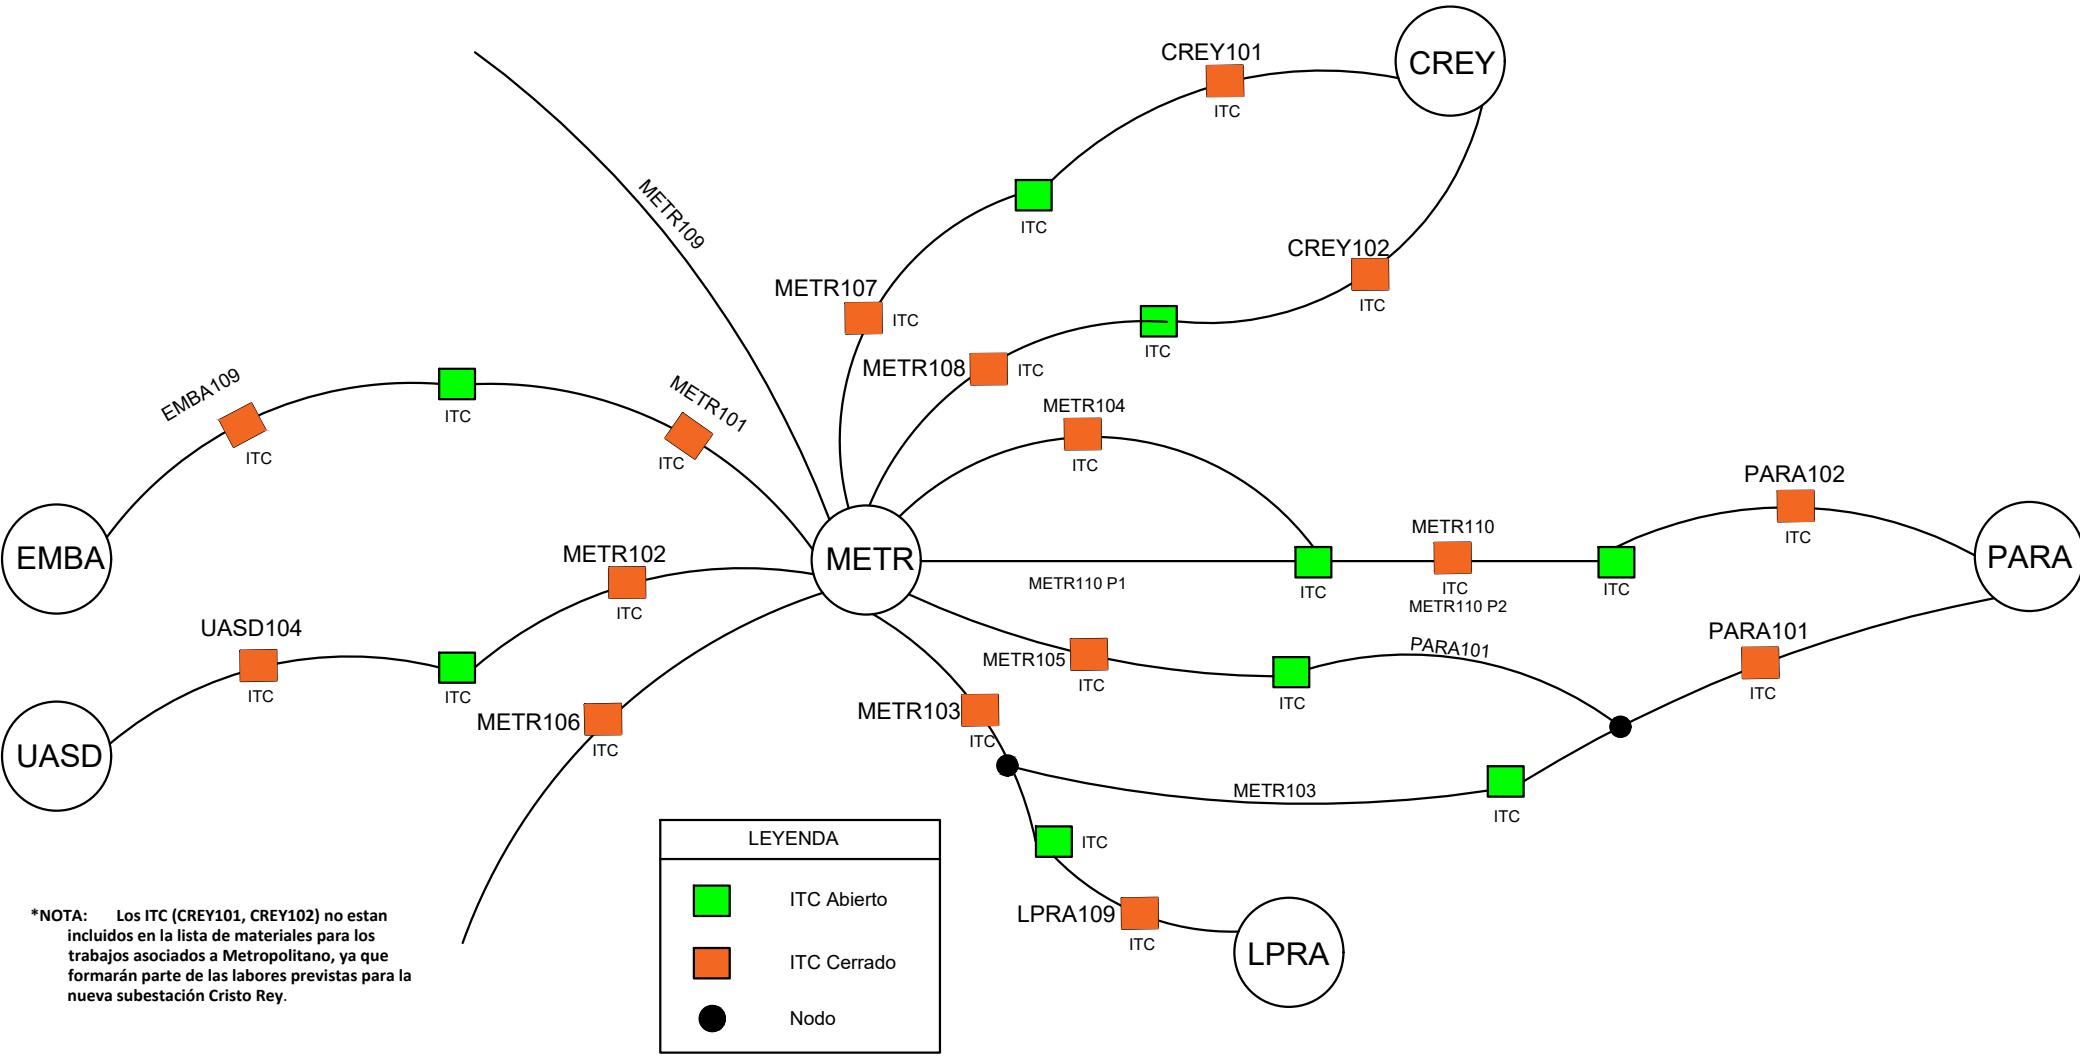 CREY101
CREY
ITC
METR109
ITC
CREY102
METR107
ITC
ITC
ITC
METR108
ITC
EMBA109
METR101
METR104
ITC
ITC
ITC
ITC
PARA102
METR110
ITC
METR102
EMBA
METR
PARA
METR110 P1
ITC
ITC
ITC
METR110 P2
ITC
UASD104
PARA101
PARA101
METR105
ITC
ITC
ITC
ITC
ITC
METR106
METR103
ITC
ITC
UASD
METR103
ITC
LEYENDA
ITC
ITC Abierto
LPRA109
ITC
LPRA
ITC Cerrado
Nodo
*NOTA: Los ITC (CREY101, CREY102) no estan
incluidos en la lista de materiales para los
trabajos asociados a Metropolitano, ya que
formarán parte de las labores previstas para la
nueva subestación Cristo Rey.